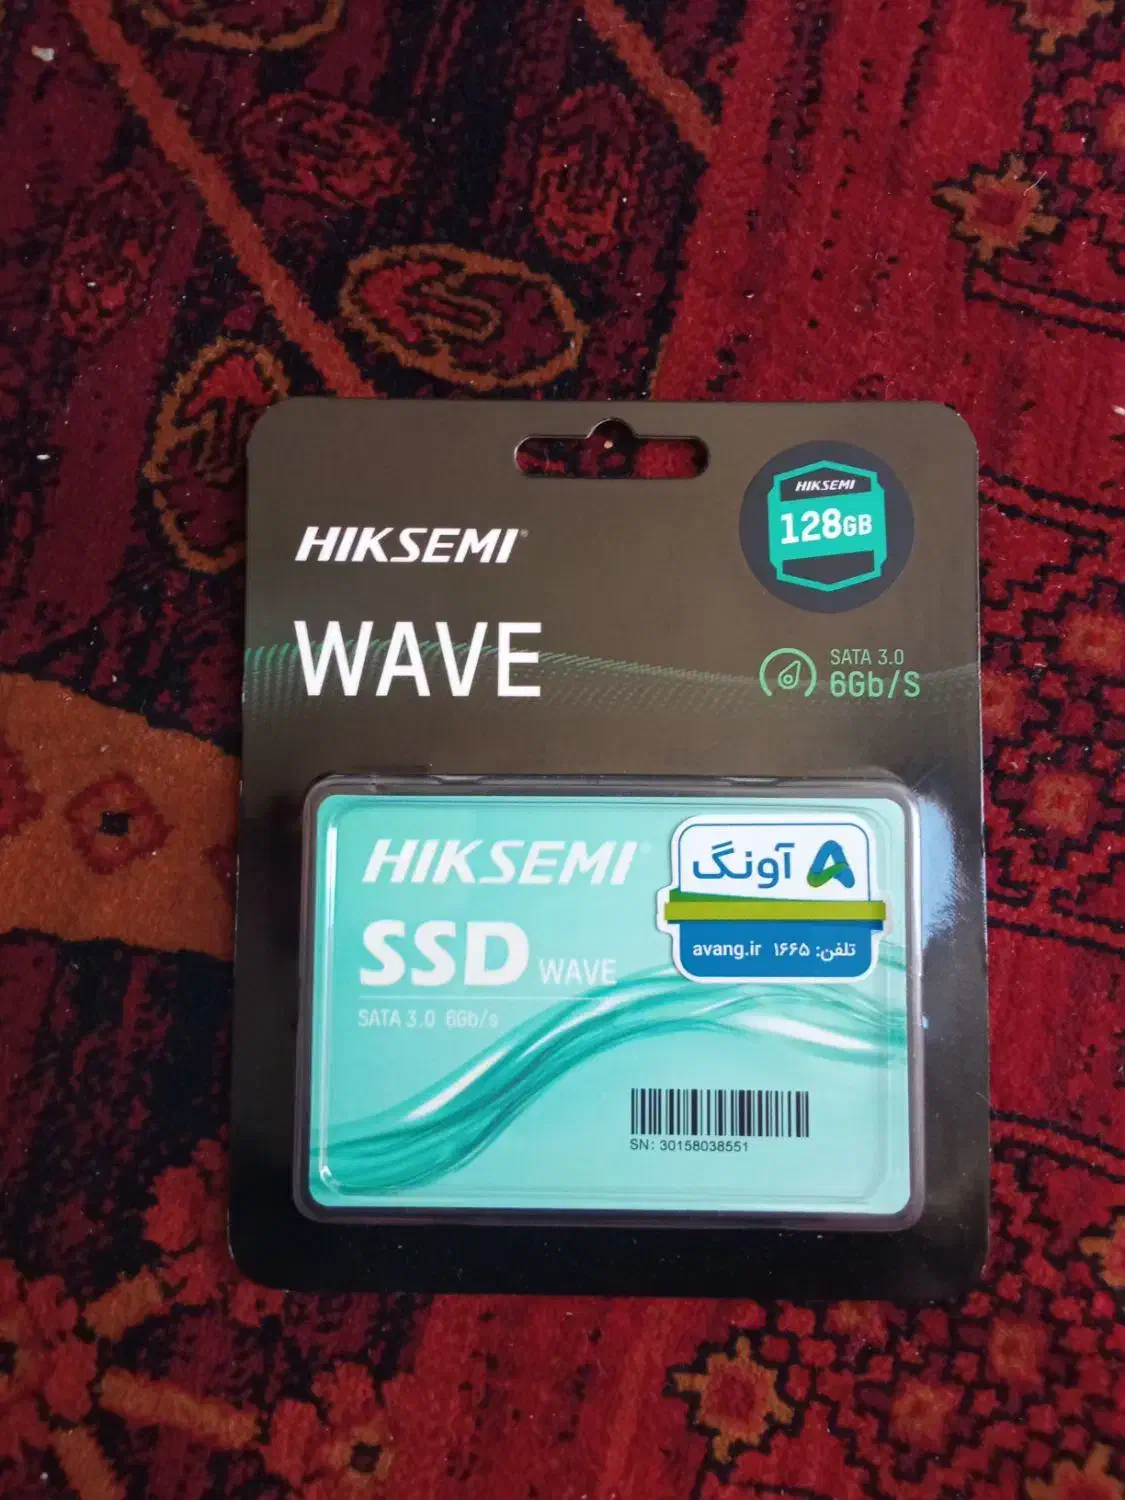 HIKSEMI®
HIKSEMI
128GB
WAVE
SATA 3.0
6Gb/S
HIKSEMI
SSD WAVE
SATA 3.0 6Gb/s
آونگ
تلفن: ۱۶۶۵ avang.ir
SN: 30158038551